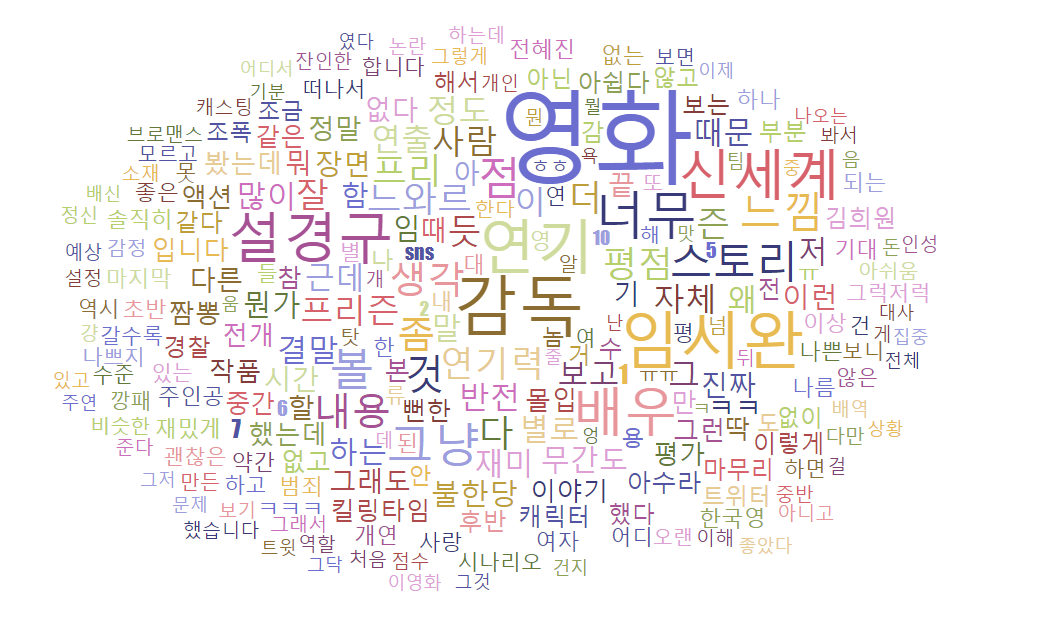 였다 논란 하는데 전혜진 없는 보면
어디서 잔인한 합니다 그렇게 해서 개인 아닌 아쉽다 않고 이제
기분 떠나서 영화 뭔 뭘 하나
캐스팅 조금 없다 정도 사람 감 보는 나오는
브로맨스 조폭 같은 정말 연출 ㅎㅎ 욕 때문 부분 봐서
모르고 못 봤는데 뭐 장면 프리 아 점 신세계 팀 중 음
소재 좋은 액션 많이 잘 함 느와르 이 연 더 끝 또 되는
배신 정신 솔직히 같다 설경구 임 때 듯 한다 너무 즌 느낌 김희원
예상 감정 입니다 별 나 sns 연기 영 10 해 맛 5 저 기대 돈 인성
설정 마지막 다른 들 참 근데 개 생각 대 알 평점 스토리 ㅠ 아쉬움
역시 초반 짬뽕 움 뭔가 프리즌 2 내 감독 기 자체 왜 전 이런 그럭저럭
걍 갈수록 전개 탓 좀 말 놈 난 평 넘 이상 건 대사
나쁘지 경찰 결말 한 여 수 임시완 게 집중
있고 수준 있는 작품 시간 볼 본 것 연기력 줄 거 보고 ㅠㅠ 1 그 뒤 나쁜 보니 전체
주연 깡패 주인공 중간 6 할 내용 ㅠ 뻔한 반전 몰입 배우 만 진짜 나름 않은
비슷한 재밌게 7 했는데 그냥 다 별로 엉 용 ㅋ ㅋㅋ 도 없이 배역
준다 괜찮은 약간 없고 하는 데 된 재미 무간도 그런 딱 이렇게 다만 상황
그저 만든 하고 범죄 그래도 안 평가 마무리 하면 걸
문제 보기 ㅋㅋㅋ 킬링타임 불한당 이야기 아수라 트위터 중반
했습니다 그래서 개연 후반 캐릭터 했다 한국영 아니고
트윗 역할 사랑 여자 어디 오랜 이해 좋았다
그닥 처음 점수 시나리오 건지
이영화 그것